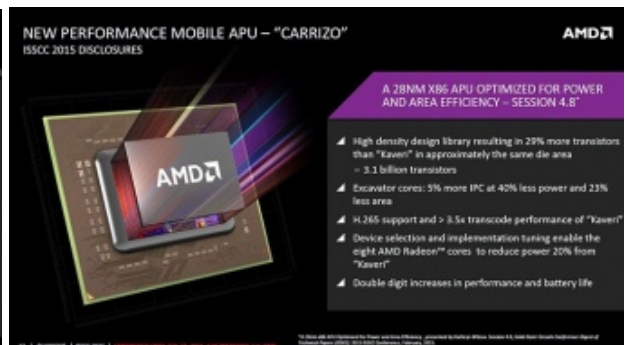 NEW PERFORMANCE MOBILE APU – "CARRIZO"
ISSCC 2015 DISCLOSURES
AMD
AMD
A 28NM X86 APU OPTIMIZED FOR POWER
AND AREA EFFICIENCY – SESSION 4.8*
High density design library resulting in 29% more transistors
than "Kaveri" in approximately the same die area
– 3.1 billion transistors
Excavator cores: 5% more IPC at 40% less power and 23%
less area
H.265 support and > 3.5x transcode performance of "Kaveri"
Device selection and implementation tuning enable the
eight AMD Radeon™ cores to reduce power 20% from
"Kaveri"
Double digit increases in performance and battery life